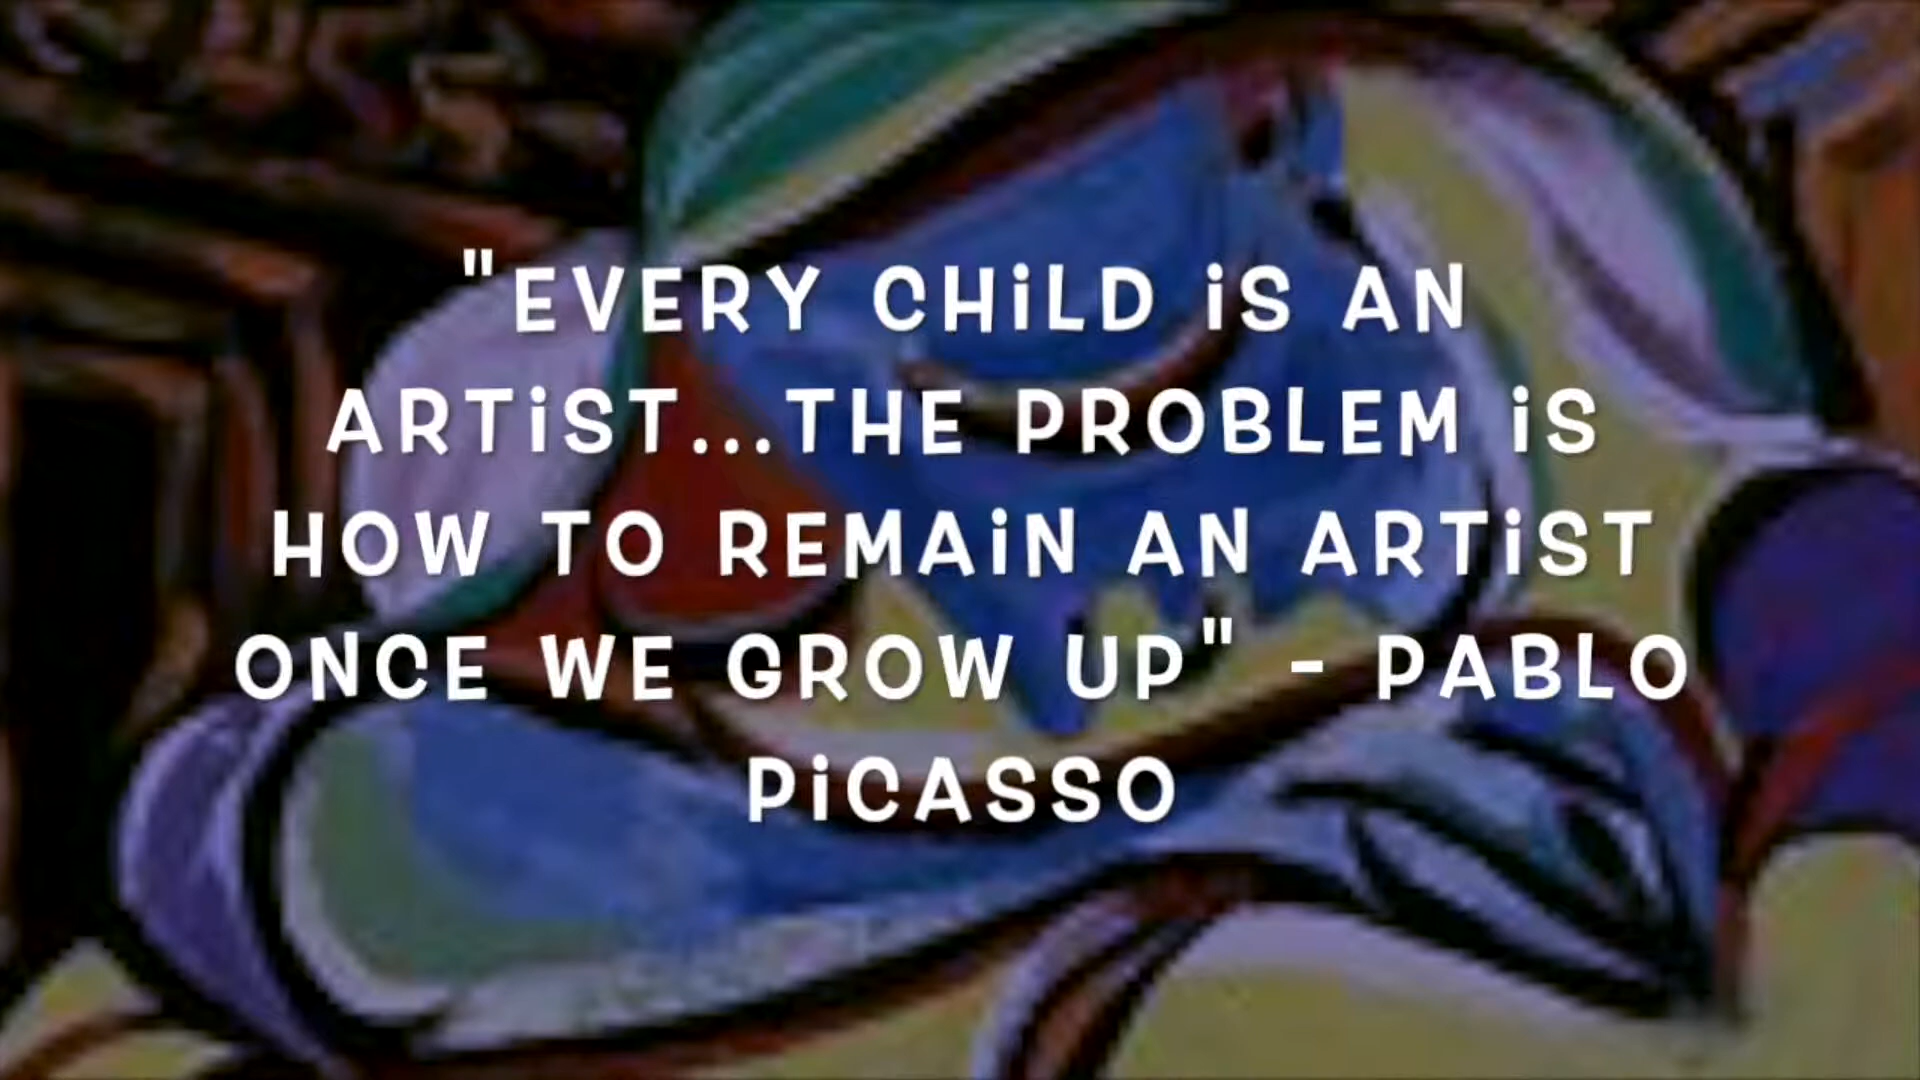 "EVERY CHiLD iS AN
ARTiST...THE PROBLEM iS
HOW TO REMAiN AN ARTiST
ONCE WE GROW UP" - PABLO
PiCASSO